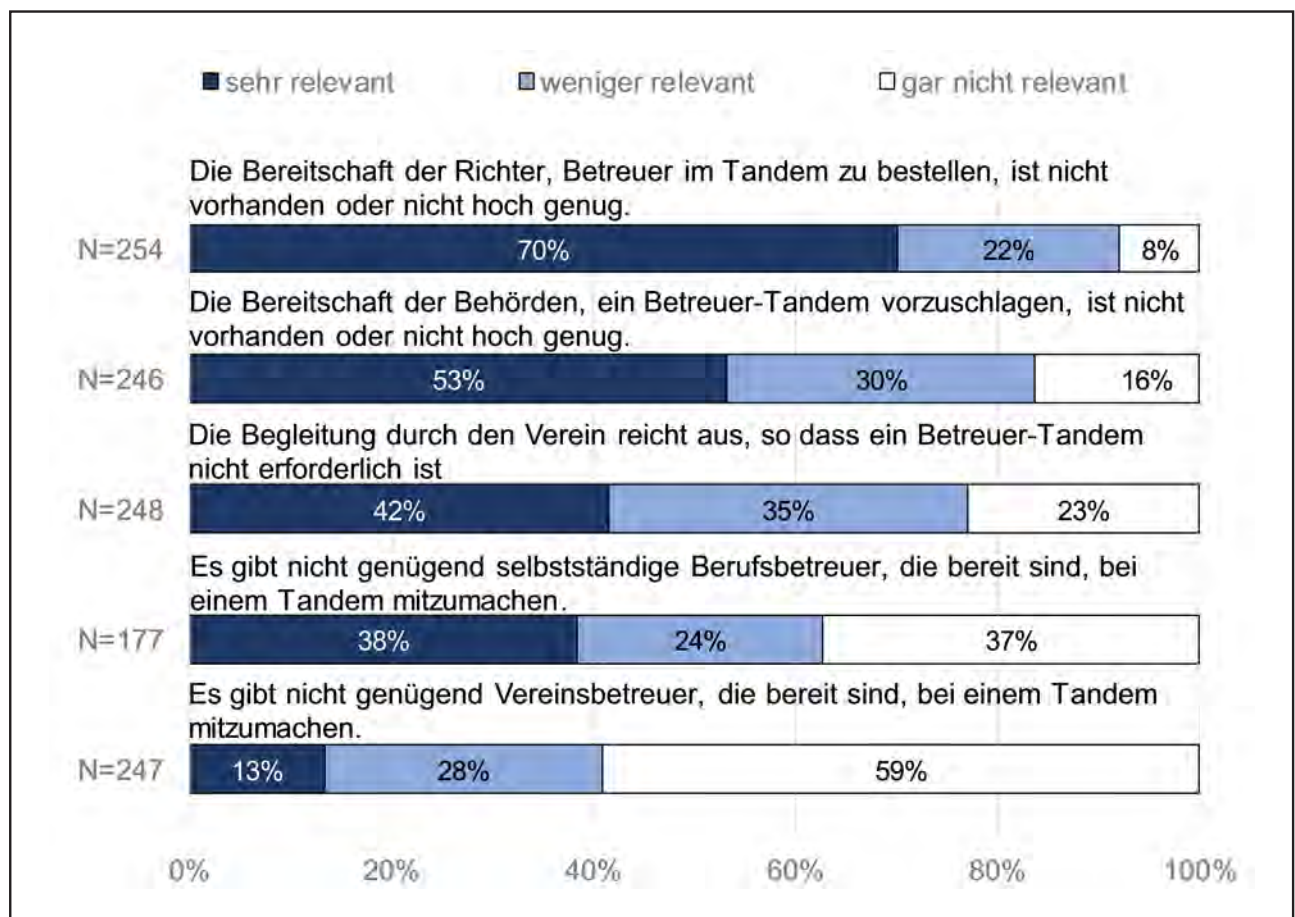 sehr relevant weniger relevant gar nicht relevant
Die Bereitschaft der Richter, Betreuer im Tandem zu bestellen, ist nicht
vorhanden oder nicht hoch genug.
N=254 70% 22% 8%
Die Bereitschaft der Behörden, ein Betreuer-Tandem vorzuschlagen, ist nicht
vorhanden oder nicht hoch genug.
N=246 53% 30% 16%
Die Begleitung durch den Verein reicht aus, so dass ein Betreuer-Tandem
nicht erforderlich ist
N=248 42% 35% 23%
Es gibt nicht genügend selbstständige Berufsbetreuer, die bereit sind, bei
einem Tandem mitzumachen.
N=177 38% 24% 37%
Es gibt nicht genügend Vereinsbetreuer, die bereit sind, bei einem Tandem
mitzumachen.
N=247 13% 28% 59%
0% 20% 40% 60% 80% 100%